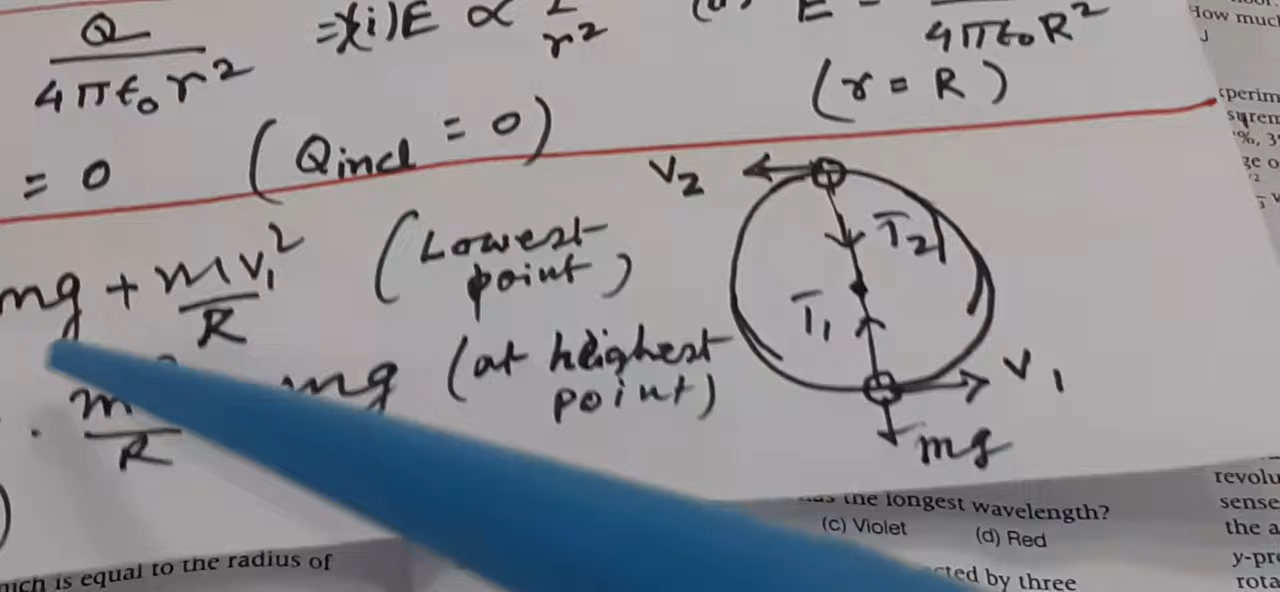 Q/4πε₀r² ⇒ (i) E ∝ 1/r² E = 4πε₀R²
(r = R)
= 0 (Qincl = 0)
mg + mv₁²/R (Lowest point)
m/R mg (at highest point)
V₂
T₂
T₁
V₁
mg
How much
the longest wavelength?
(c) Violet (d) Red
is equal to the radius of
by three
revolu
sense
the a
y-pr
rota